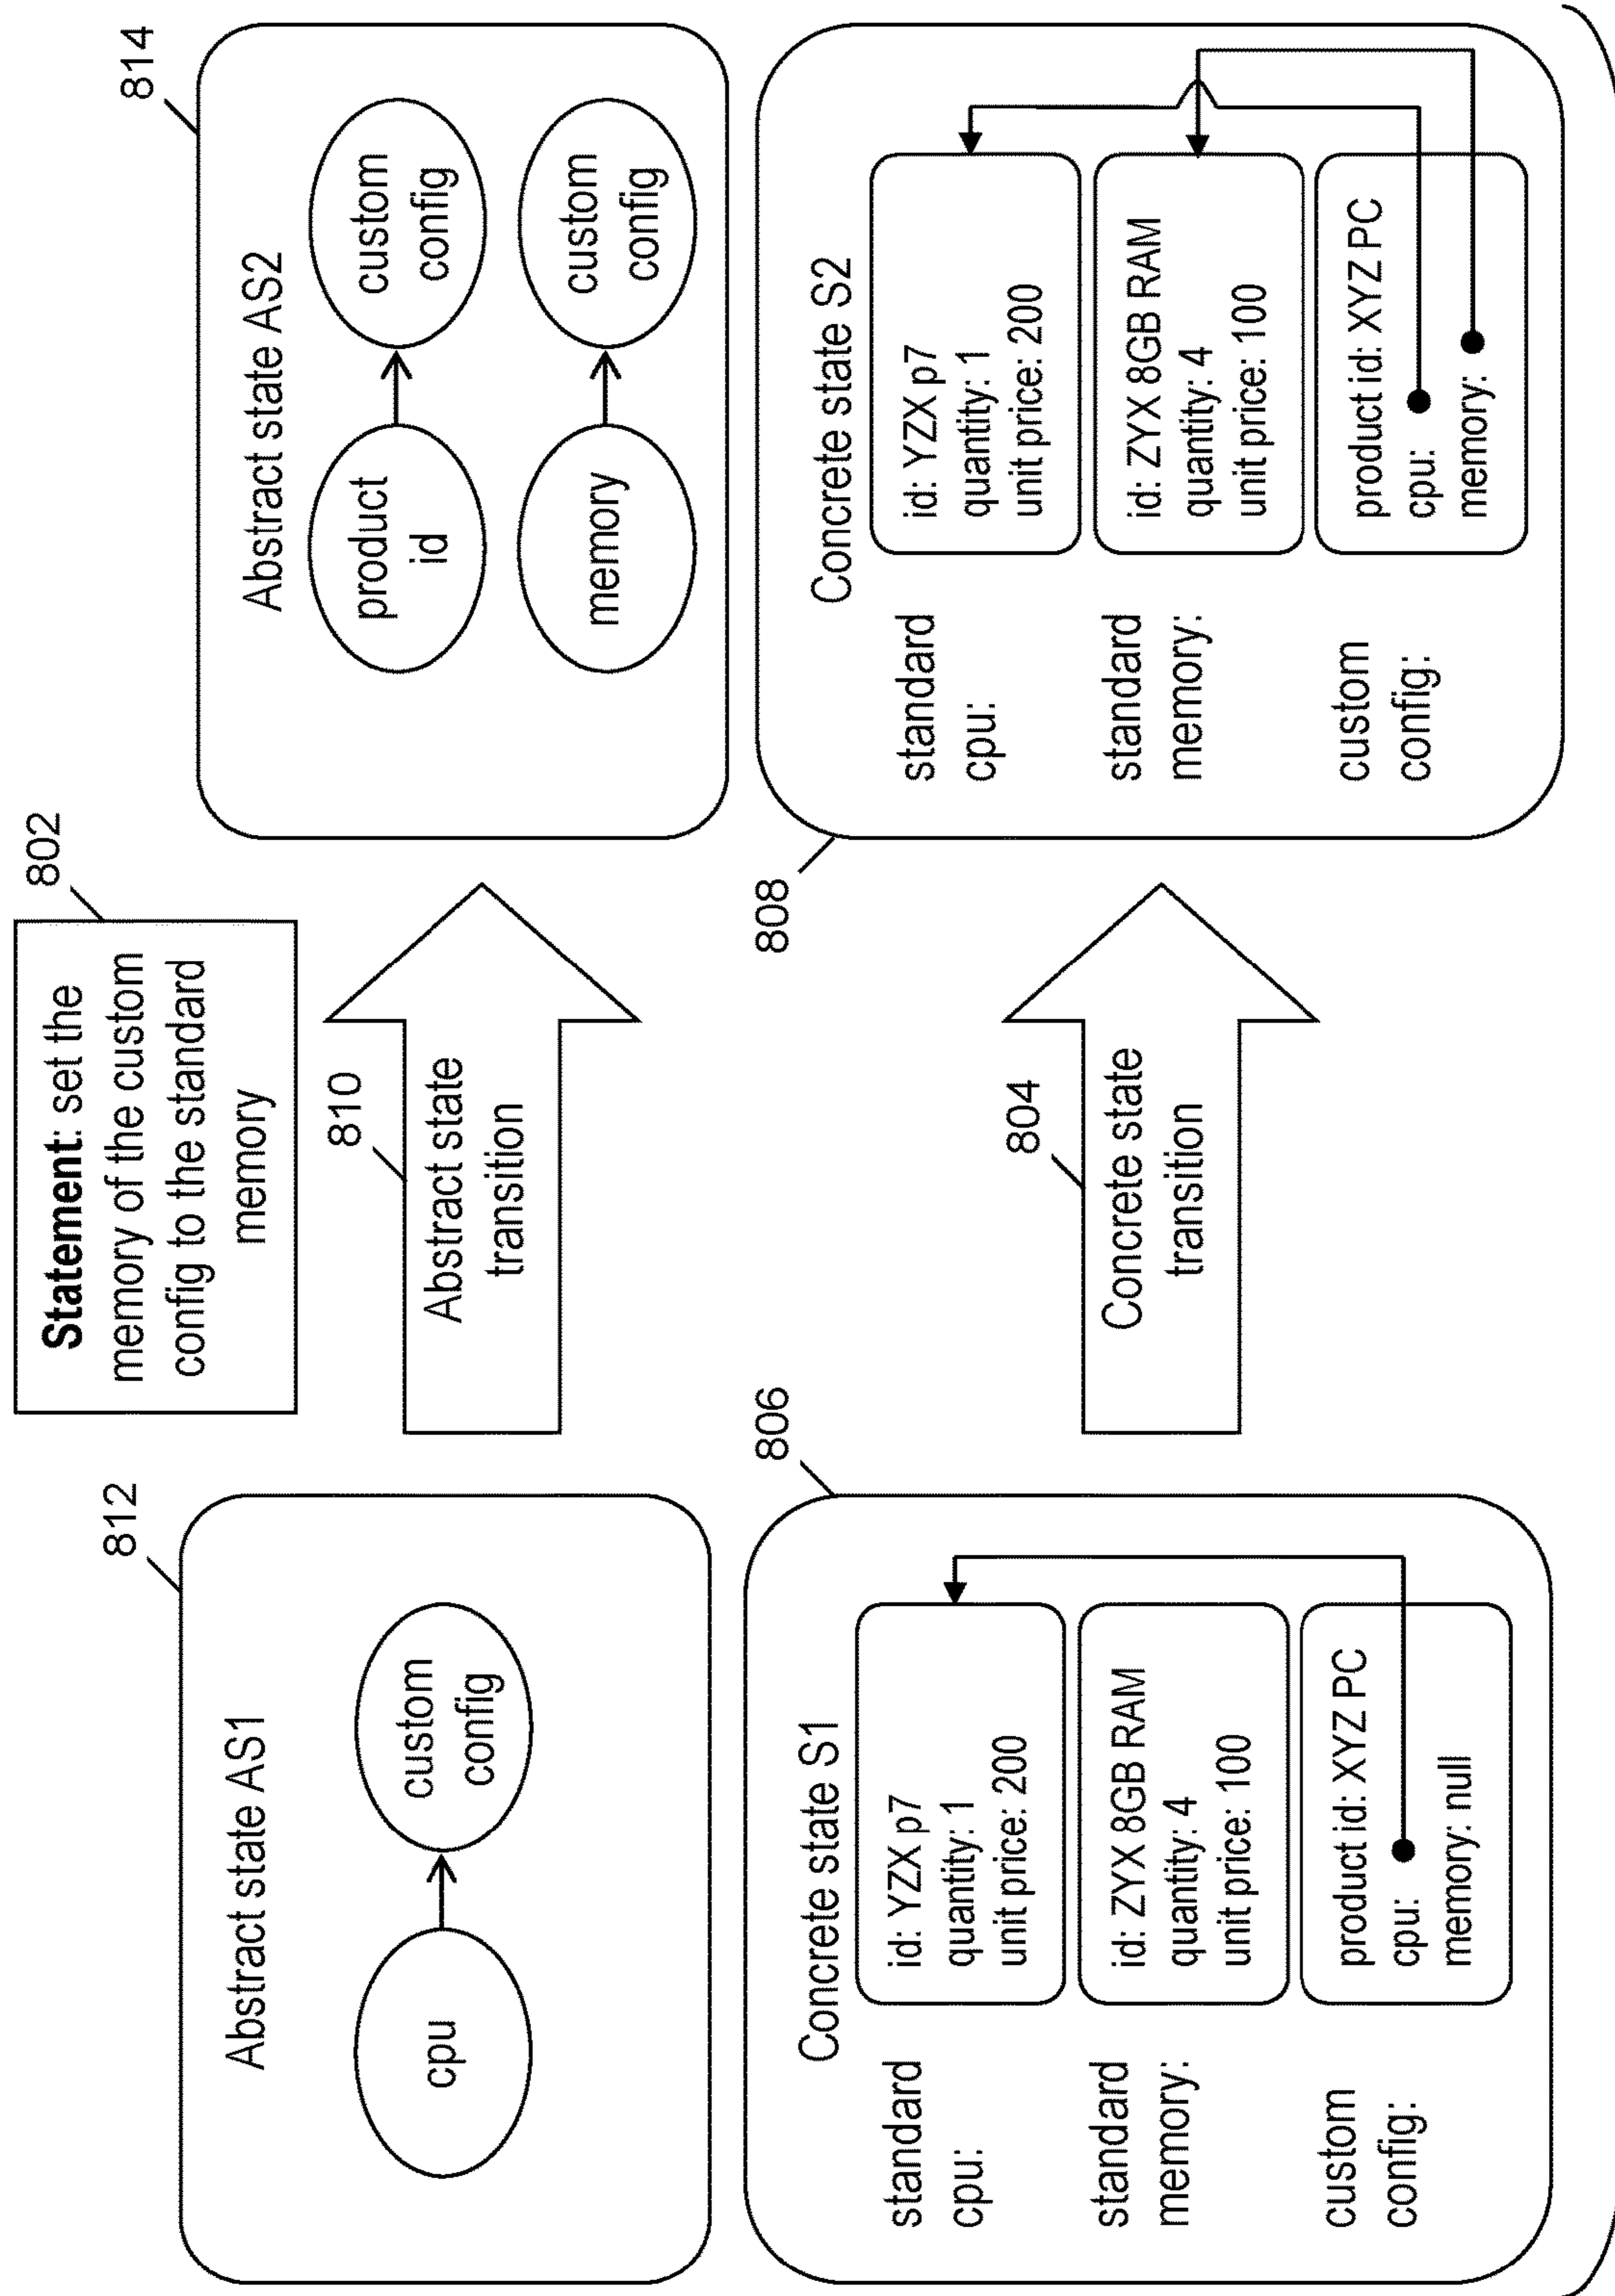 812
Abstract state AS1
cpu
custom
config
806
Concrete state S1
standard
cpu:
id: YZX p7
quantity: 1
unit price: 200
standard
memory:
id: ZYX 8GB RAM
quantity: 4
unit price: 100
custom
config:
product id: XYZ PC
cpu:
memory: null
802
Statement: set the
memory of the custom
config to the standard
memory
810
Abstract state
transition
804
Concrete state
transition
814
Abstract state AS2
product
id
custom
config
memory
custom
config
808
Concrete state S2
standard
cpu:
id: YZX p7
quantity: 1
unit price: 200
standard
memory:
id: ZYX 8GB RAM
quantity: 4
unit price: 100
custom
config:
product id: XYZ PC
cpu:
memory: